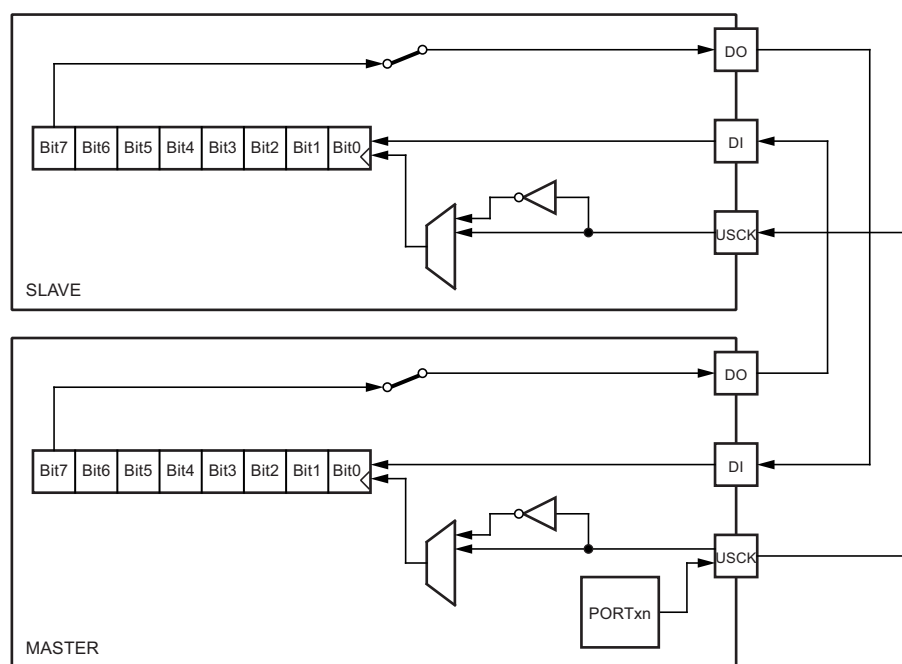 DO
Bit7 Bit6 Bit5 Bit4 Bit3 Bit2 Bit1 Bit0
DI
USCK
SLAVE
DO
Bit7 Bit6 Bit5 Bit4 Bit3 Bit2 Bit1 Bit0
DI
USCK
PORTxn
MASTER